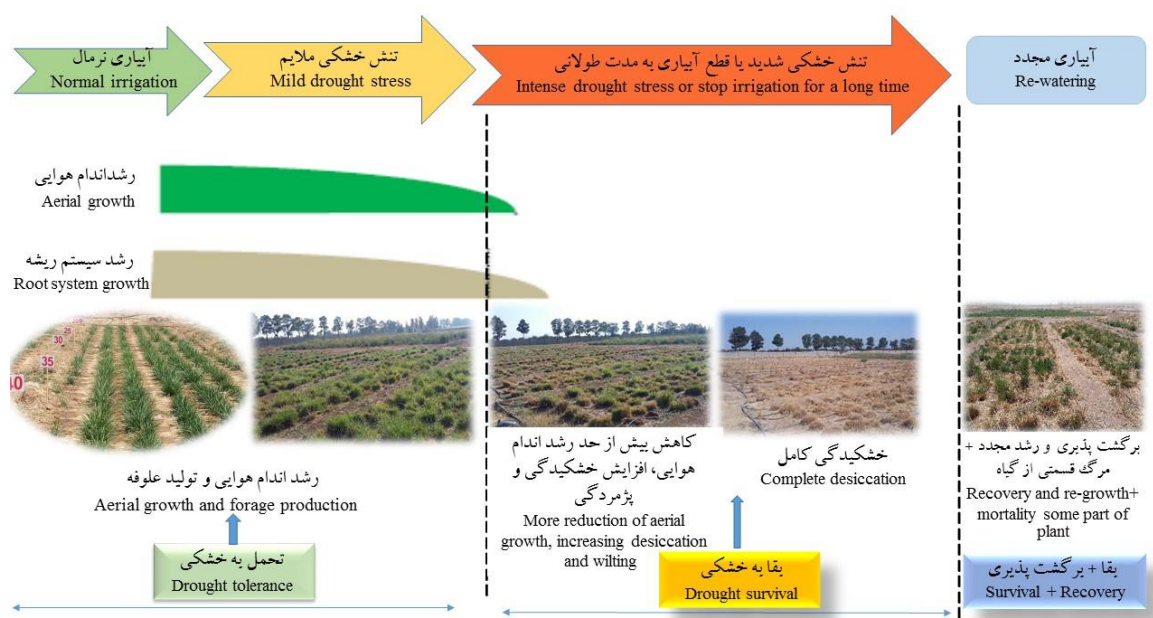 آبیاری نرمال
Normal irrigation
تنش خشکی ملایم
Mild drought stress
تنش خشکی شدید یا قطع آبیاری به مدت طولانی
Intense drought stress or stop irrigation for a long time
آبیاری مجدد
Re-watering
رشداندام هوایی
Aerial growth
رشد سیستم ریشه
Root system growth
30
35
40
رشد اندام هوایی و تولید علوفه
Aerial growth and forage production
تحمل به خشکی
Drought tolerance
کاهش بیش از حد رشد اندام
هوایی، افزایش خشکیدگی و
پژمردگی
More reduction of aerial
growth, increasing desiccation
and wilting
خشکیدگی کامل
Complete desiccation
بقا به خشکی
Drought survival
برگشت پذیری و رشد مجدد +
مرگ قسمتی از گیاه
Recovery and re-growth+
mortality some part of
plant
بقا + برگشت پذیری
Survival + Recovery